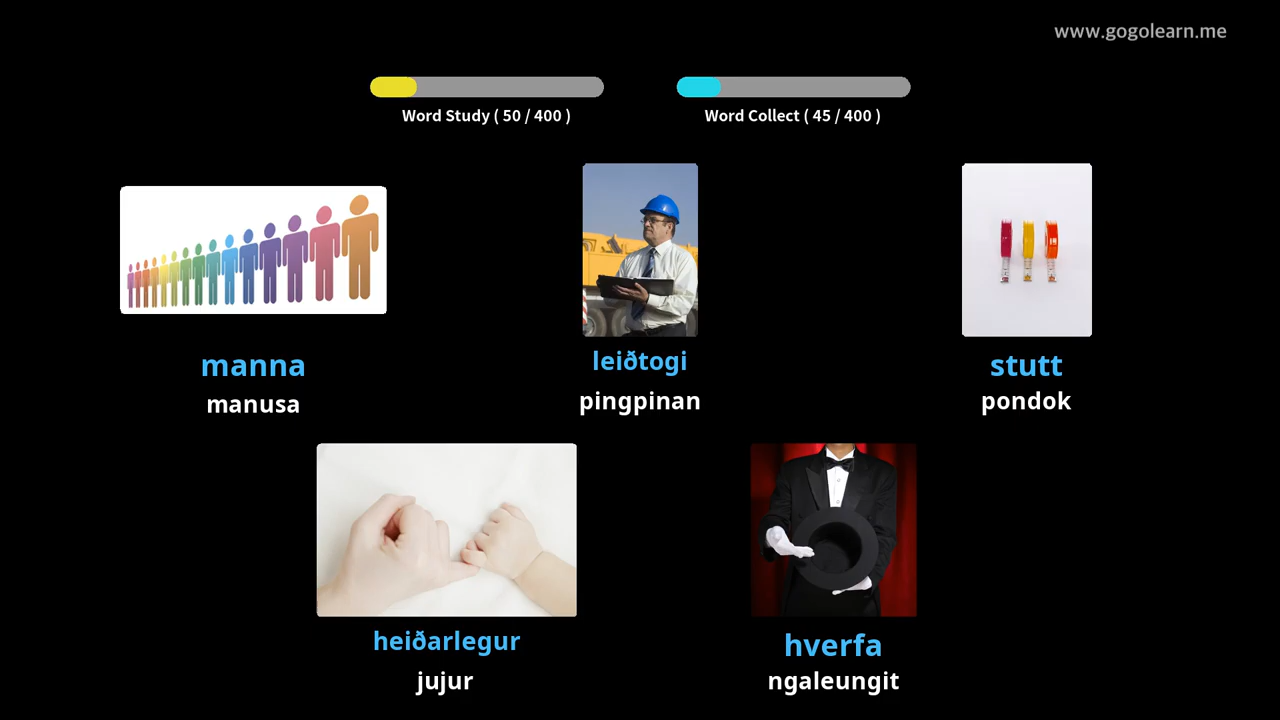 www.gogolearn.me
Word Study ( 50 / 400 )
Word Collect ( 45 / 400 )
manna
manusa
leiðtogi
pingpinan
stutt
pondok
heiðarlegur
jujur
hverfa
ngaleungit